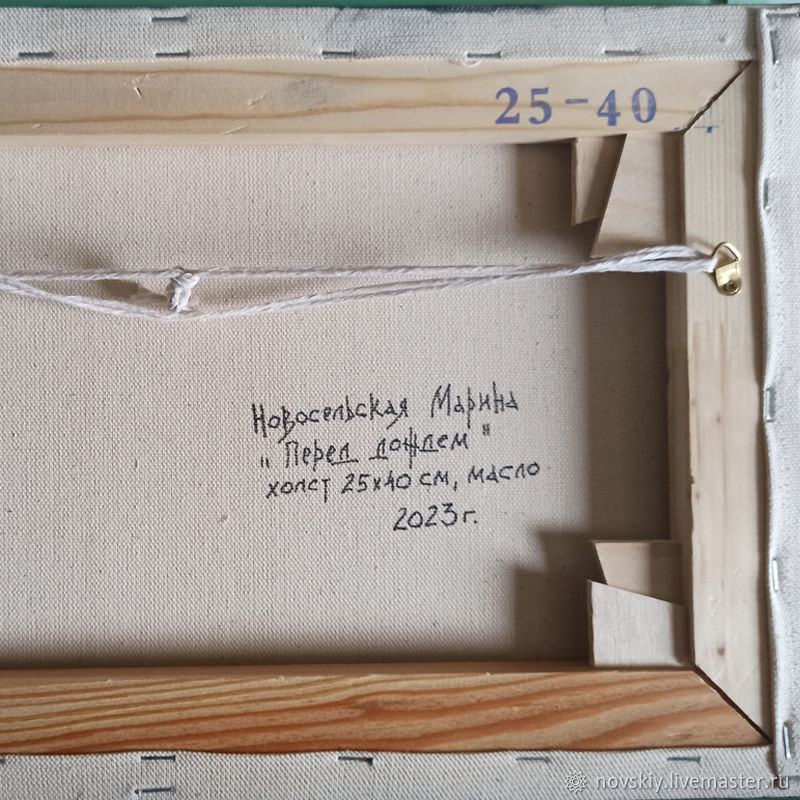 25-40
Новосельская Марина
"Перед дождем"
холст 25х40 см, масло
2023г.
novskiy.livemaster.ru